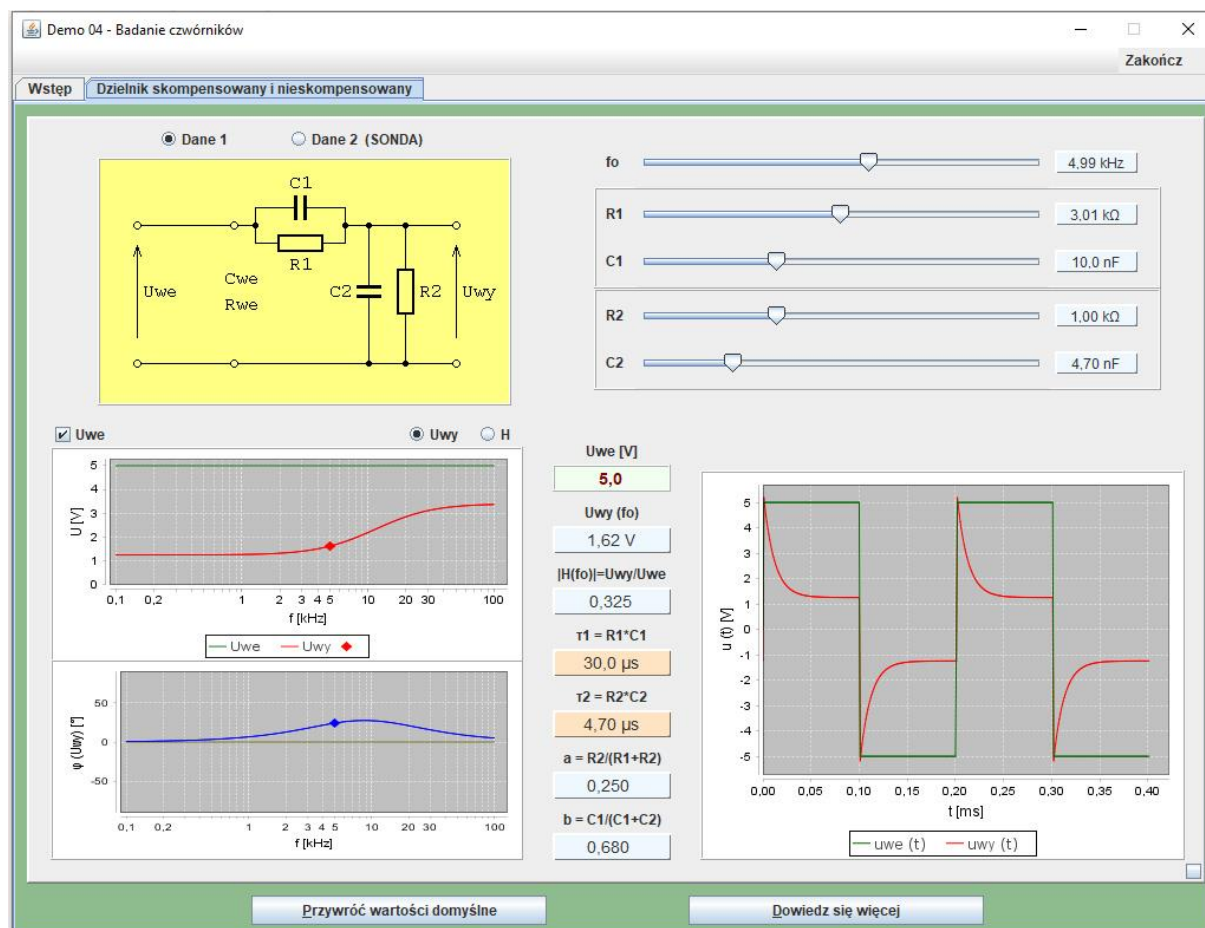 Demo 04 - Badanie czwórników
Zakończ
Wstęp Dzielnik skompensowany i nieskompensowany
Dane 1 Dane 2 (SONDA)
C1
R1
Uwe
Cwe
Rwe
C2
R2
Uwy
fo 4,99 kHz
R1 3,01 kΩ
C1 10,0 nF
R2 1,00 kΩ
C2 4,70 nF
Uwe Uwy H
U [V]
5
4
3
2
1
0
0,1 0,2 1 2 3 4 5 10 20 30 100
f [kHz]
Uwe Uwy
φ (Uwy) [°]
50
0
-50
0,1 0,2 1 2 3 4 5 10 20 30 100
f [kHz]
Uwe [V]
5,0
Uwy (fo)
1,62 V
|H(fo)|=Uwy/Uwe
0,325
τ1 = R1*C1
30,0 µs
τ2 = R2*C2
4,70 µs
a = R2/(R1+R2)
0,250
b = C1/(C1+C2)
0,680
u (t) [V]
5
4
3
2
1
0
-1
-2
-3
-4
-5
0,00 0,05 0,10 0,15 0,20 0,25 0,30 0,35 0,40
t [ms]
uwe (t) uwy (t)
Przywróć wartości domyślne
Dowiedz się więcej